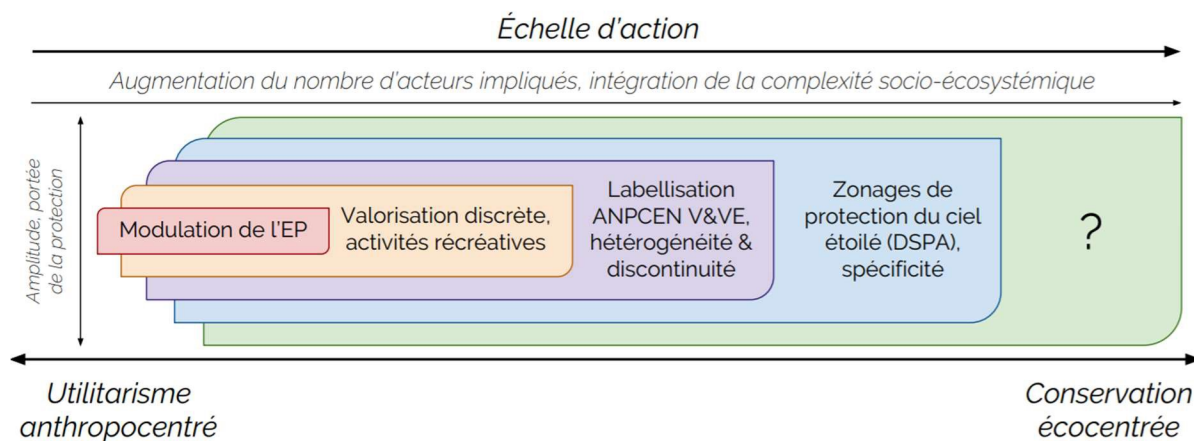 Échelle d’action
Augmentation du nombre d’acteurs impliqués, intégration de la complexité socio-écosystémique
Amplitude, portée
de la protection
Modulation de l’EP
Valorisation discrète,
activités récréatives
Labellisation
ANPCEN V&VE,
hétérogénéité &
discontinuité
Zonages de
protection du ciel
étoilé (DSPA),
spécificité
?
Utilitarisme
anthropocentré
Conservation
écocentrée